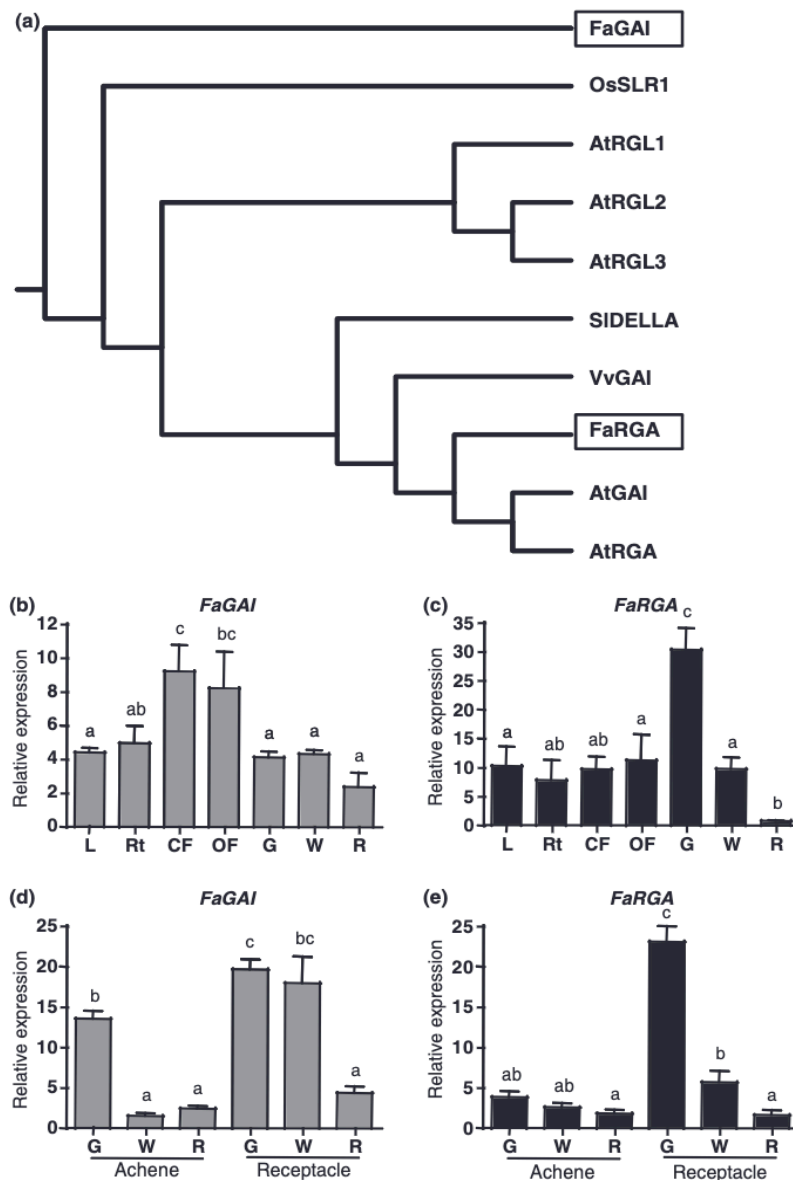 (a)
FaGAI
OsSLR1
AtRGL1
AtRGL2
AtRGL3
SlDELLA
VvGAI
FaRGA
AtGAI
AtRGA
(b)
FaGAI
Relative expression
12
10
8
6
4
2
0
a
ab
c
bc
a
a
a
L Rt CF OF G W R
(c)
FaRGA
Relative expression
35
30
25
20
15
10
5
0
a
ab
ab
a
c
a
b
L Rt CF OF G W R
(d)
FaGAI
Relative expression
25
20
15
10
5
0
b
a
a
c
bc
a
G W R G W R
Achene Receptacle
(e)
FaRGA
Relative expression
25
20
15
10
5
0
ab
ab
a
c
b
a
G W R G W R
Achene Receptacle